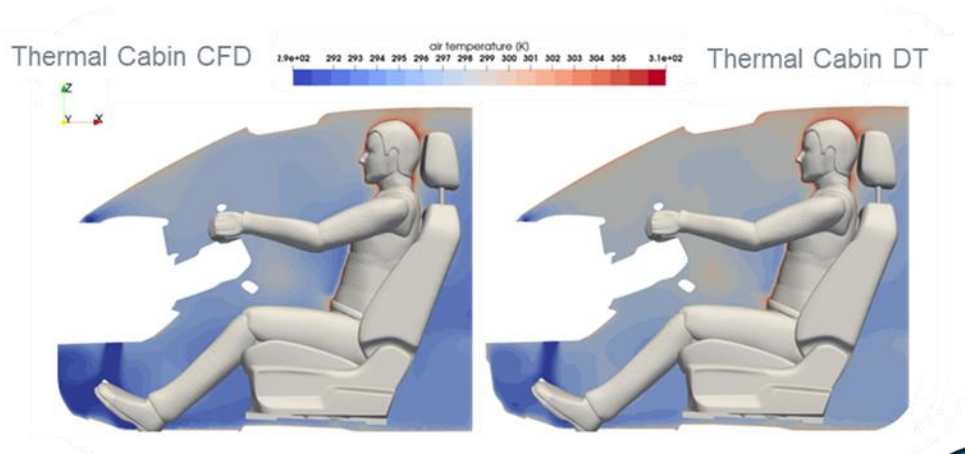 Thermal Cabin CFD
air temperature (K)
Thermal Cabin DT
2.9e+02 292 293 294 295 296 297 298 299 300 301 302 303 304 305 3.1e+02
Z
Y X